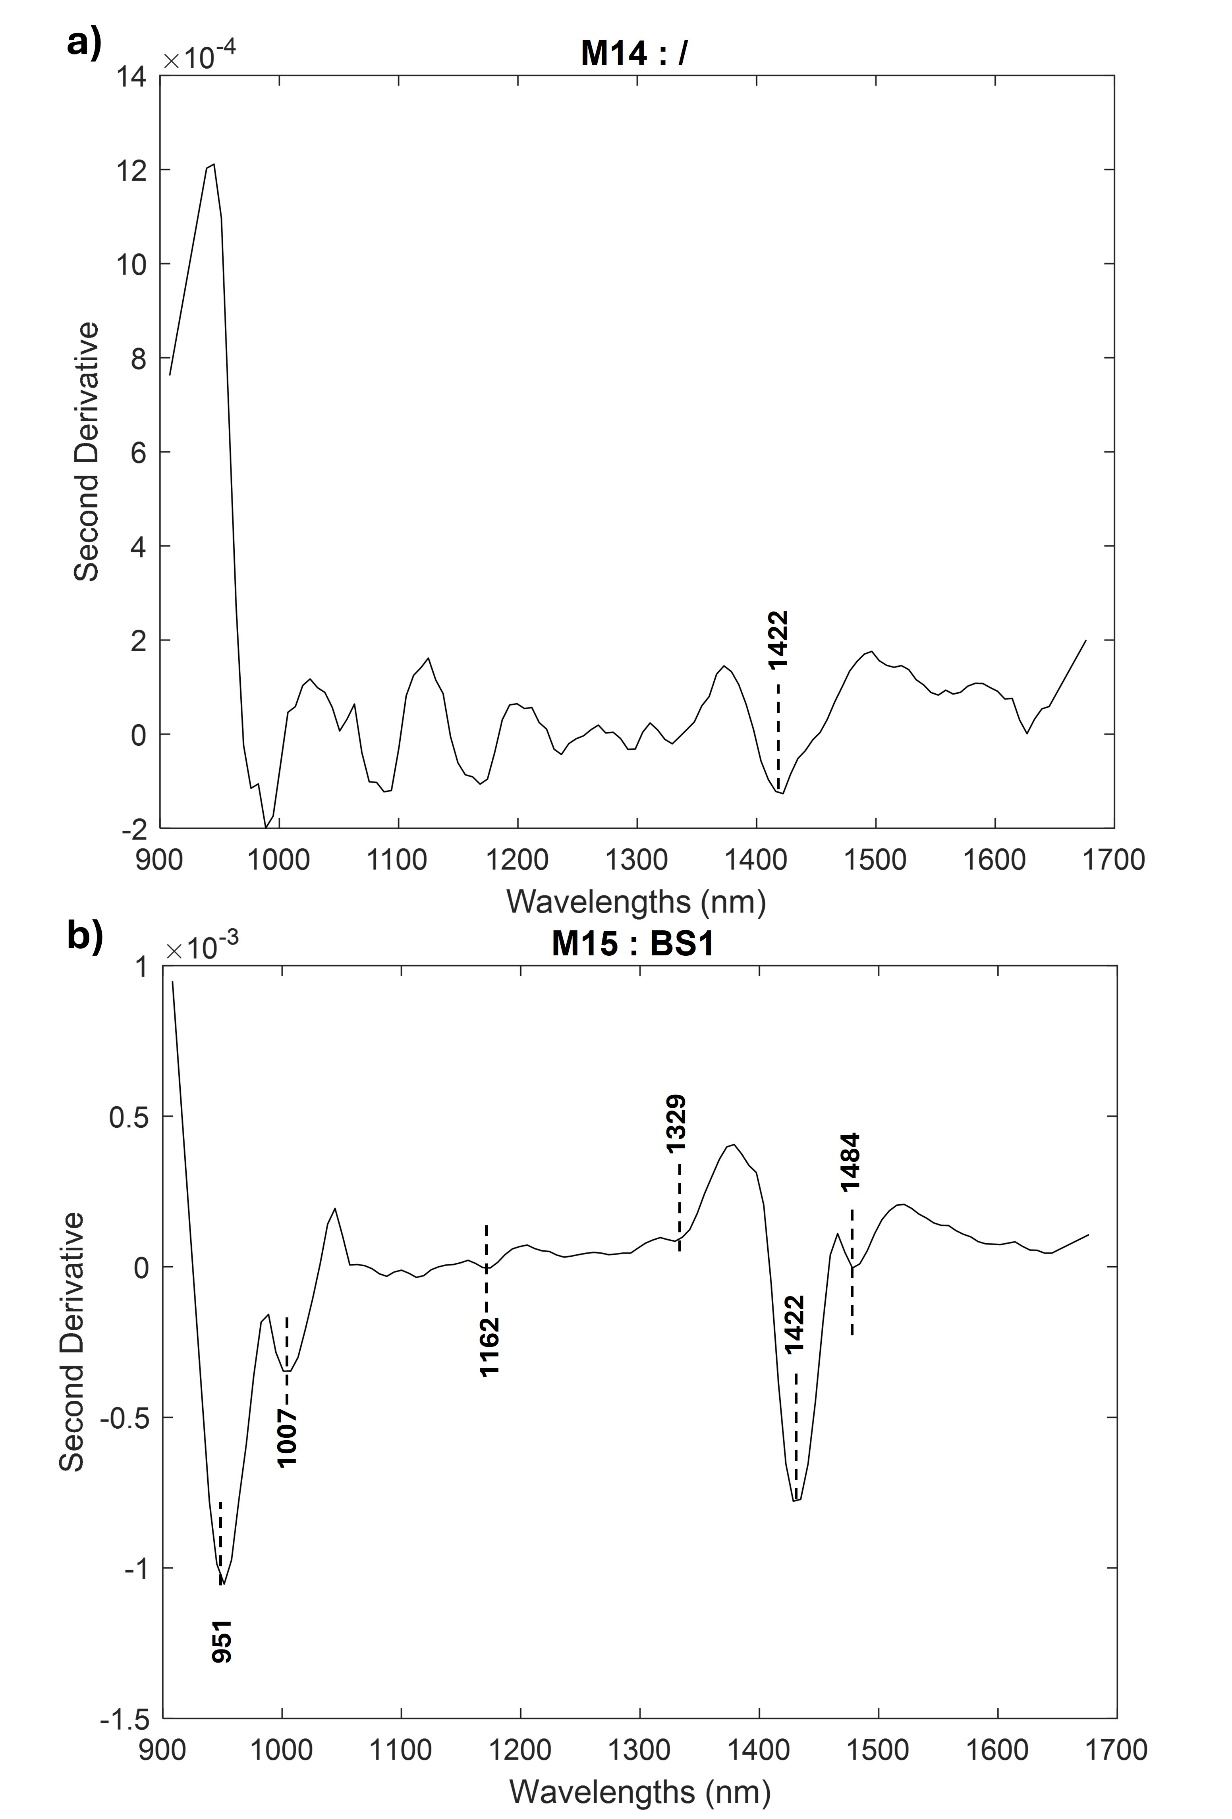 a)
×10-4
M14 : /
14
12
10
8
6
4
2
0
-2
Second Derivative
1422
900 1000 1100 1200 1300 1400 1500 1600 1700
Wavelengths (nm)
b)
×10-3
M15 : BS1
1
0.5
0
-0.5
-1
-1.5
Second Derivative
951
1007
1162
1329
1422
1484
900 1000 1100 1200 1300 1400 1500 1600 1700
Wavelengths (nm)